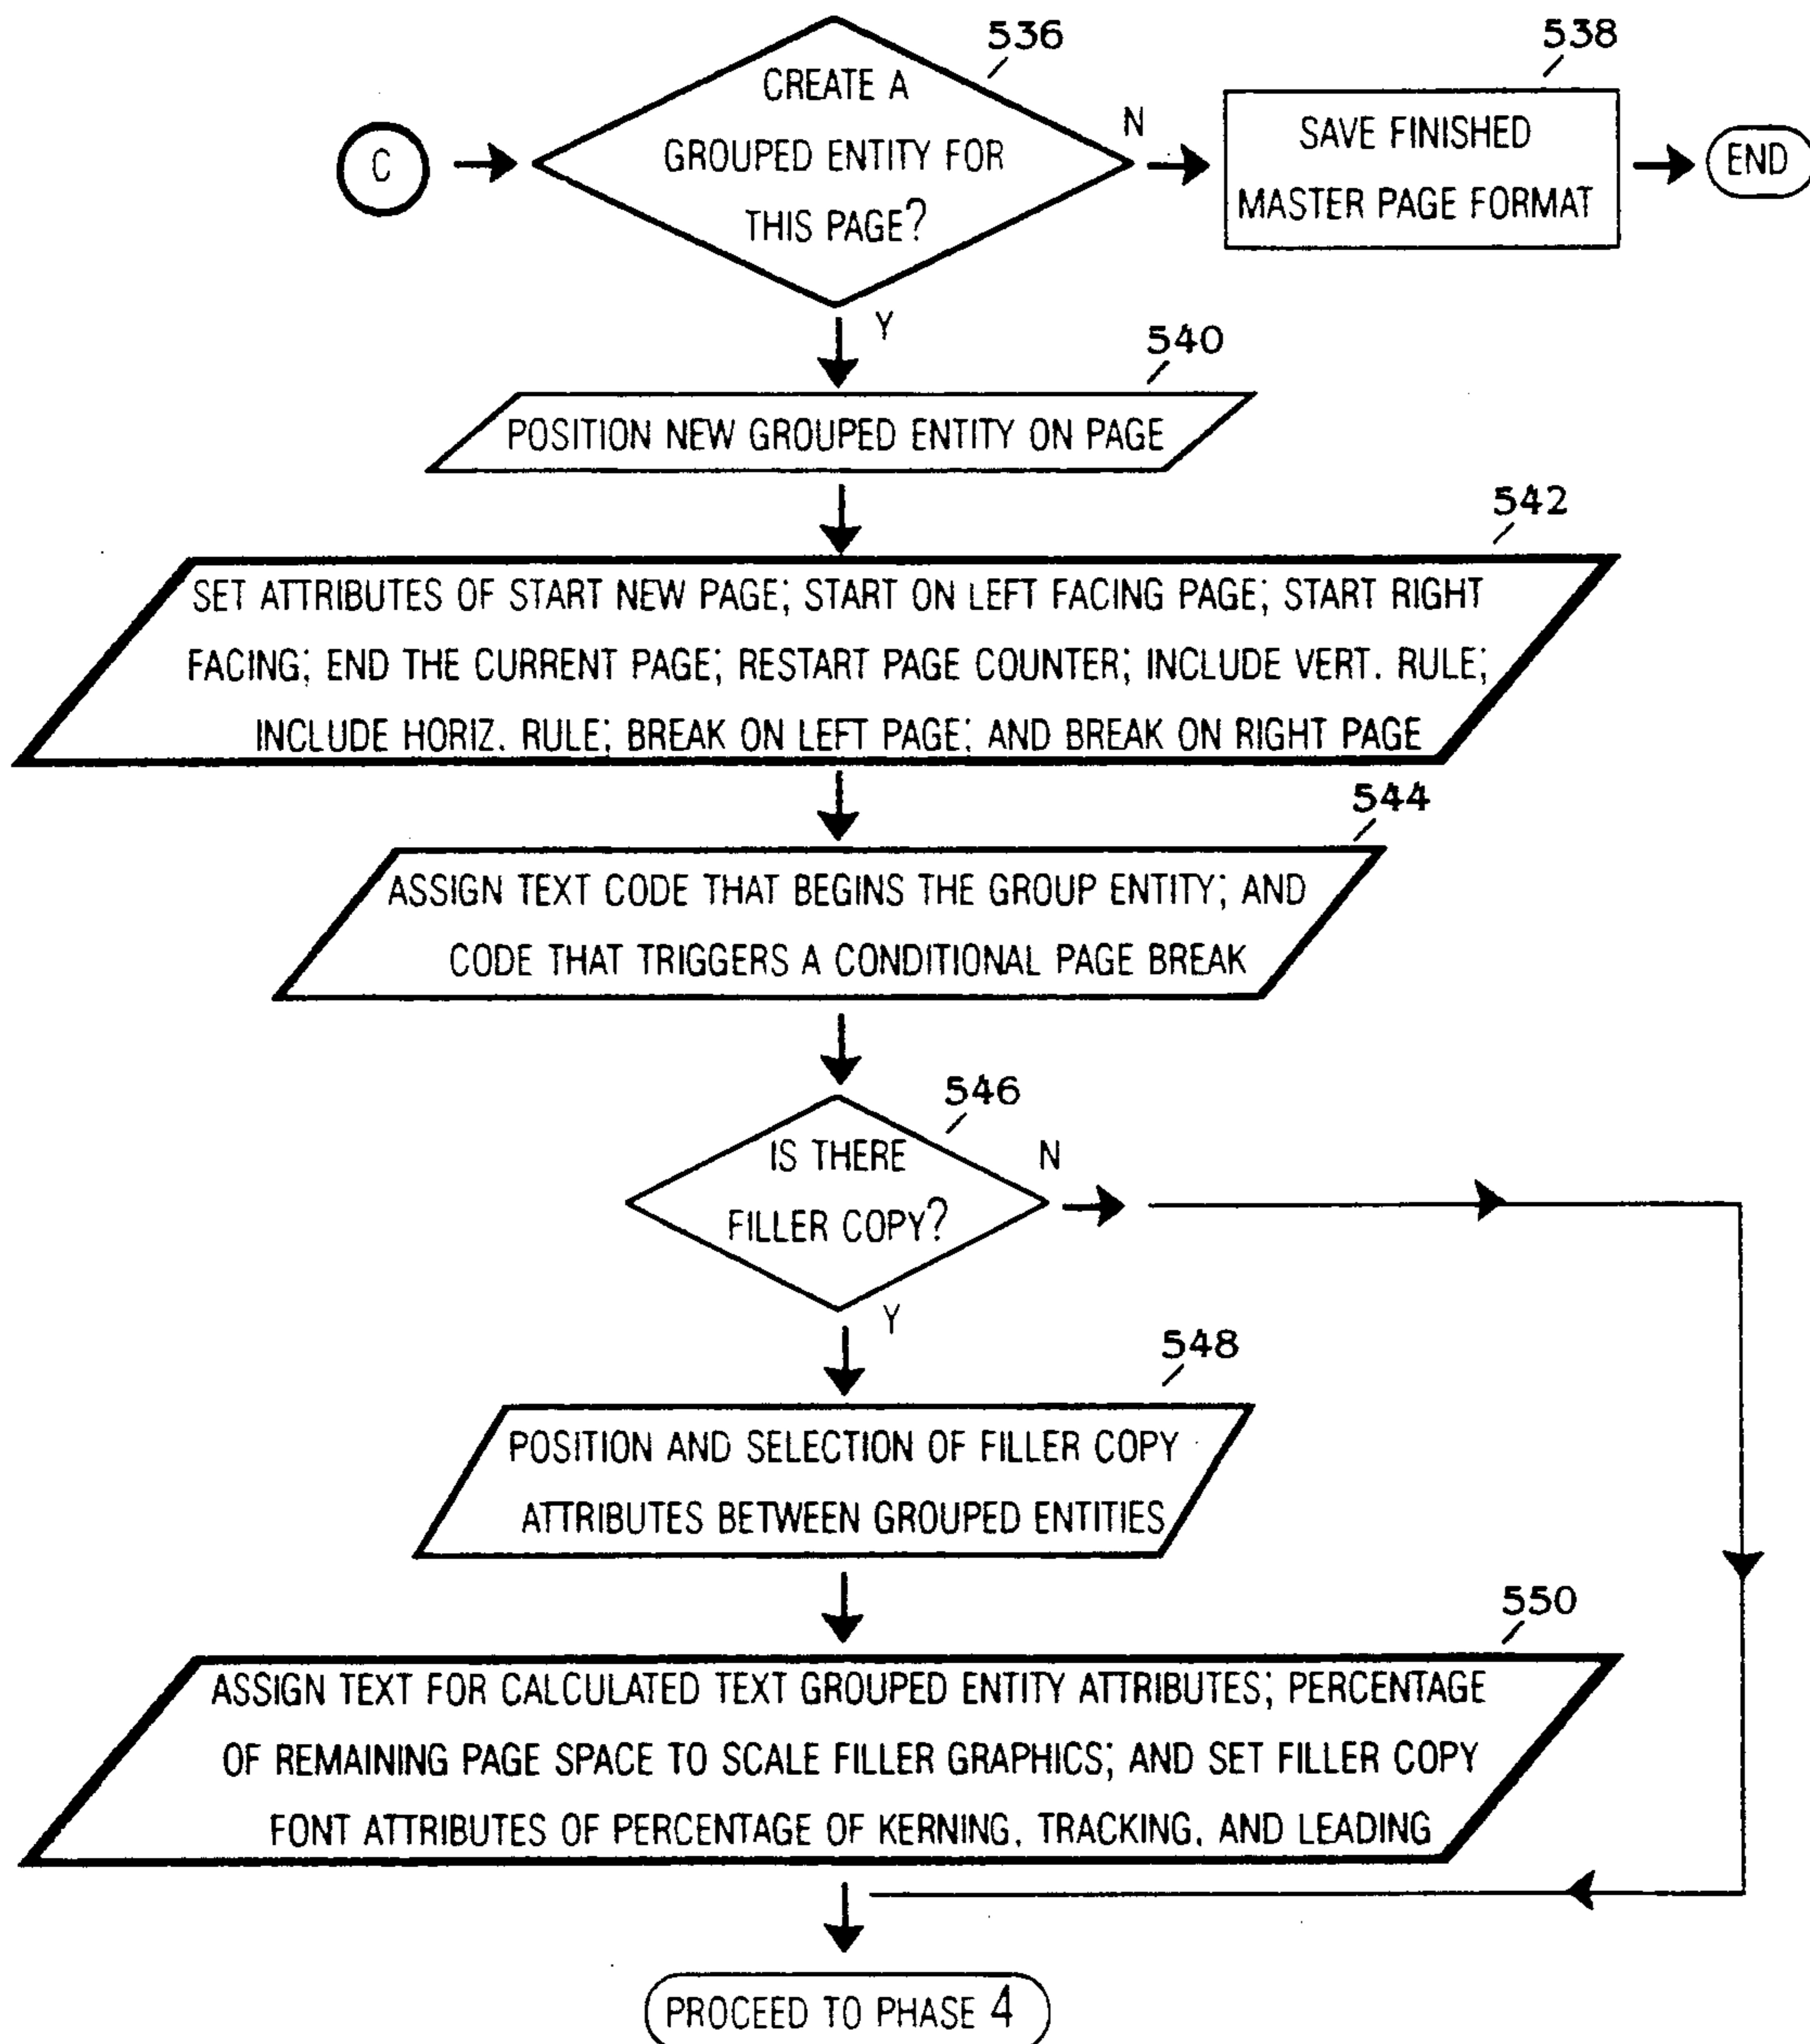 536
538
CREATE A
GROUPED ENTITY FOR
THIS PAGE?
C
N
SAVE FINISHED
MASTER PAGE FORMAT
END
Y
540
POSITION NEW GROUPED ENTITY ON PAGE
542
SET ATTRIBUTES OF START NEW PAGE; START ON LEFT FACING PAGE; START RIGHT
FACING; END THE CURRENT PAGE; RESTART PAGE COUNTER; INCLUDE VERT. RULE;
INCLUDE HORIZ. RULE; BREAK ON LEFT PAGE; AND BREAK ON RIGHT PAGE
544
ASSIGN TEXT CODE THAT BEGINS THE GROUP ENTITY; AND
CODE THAT TRIGGERS A CONDITIONAL PAGE BREAK
546
IS THERE
FILLER COPY?
N
Y
548
POSITION AND SELECTION OF FILLER COPY
ATTRIBUTES BETWEEN GROUPED ENTITIES
550
ASSIGN TEXT FOR CALCULATED TEXT GROUPED ENTITY ATTRIBUTES; PERCENTAGE
OF REMAINING PAGE SPACE TO SCALE FILLER GRAPHICS; AND SET FILLER COPY
FONT ATTRIBUTES OF PERCENTAGE OF KERNING, TRACKING, AND LEADING
PROCEED TO PHASE 4